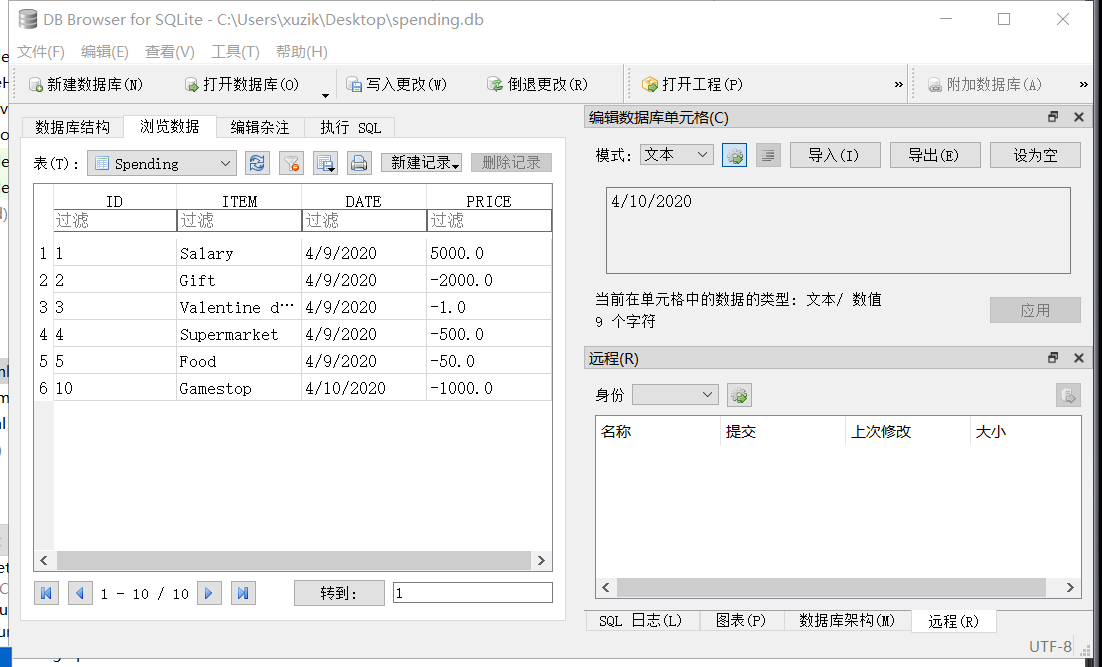 DB Browser for SQLite - C:\Users\xuzik\Desktop\spending.db
文件(F) 编辑(E) 查看(V) 工具(T) 帮助(H)
新建数据库(N) 打开数据库(O) 写入更改(W) 倒退更改(R) 打开工程(P) » 附加数据库(A) »
数据库结构 浏览数据 编辑杂注 执行 SQL
表(T): Spending 新建记录 删除记录
ID ITEM DATE PRICE
过滤 过滤 过滤 过滤
1 1 Salary 4/9/2020 5000.0
2 2 Gift 4/9/2020 -2000.0
3 3 Valentine d… 4/9/2020 -1.0
4 4 Supermarket 4/9/2020 -500.0
5 5 Food 4/9/2020 -50.0
6 10 Gamestop 4/10/2020 -1000.0
1 - 10 / 10 转到: 1
编辑数据库单元格(C)
模式: 文本 导入(I) 导出(E) 设为空
4/10/2020
当前在单元格中的数据的类型: 文本/ 数值
9 个字符
应用
远程(R)
身份
名称 提交 上次修改 大小
SQL 日志(L) 图表(P) 数据库架构(M) 远程(R)
UTF-8